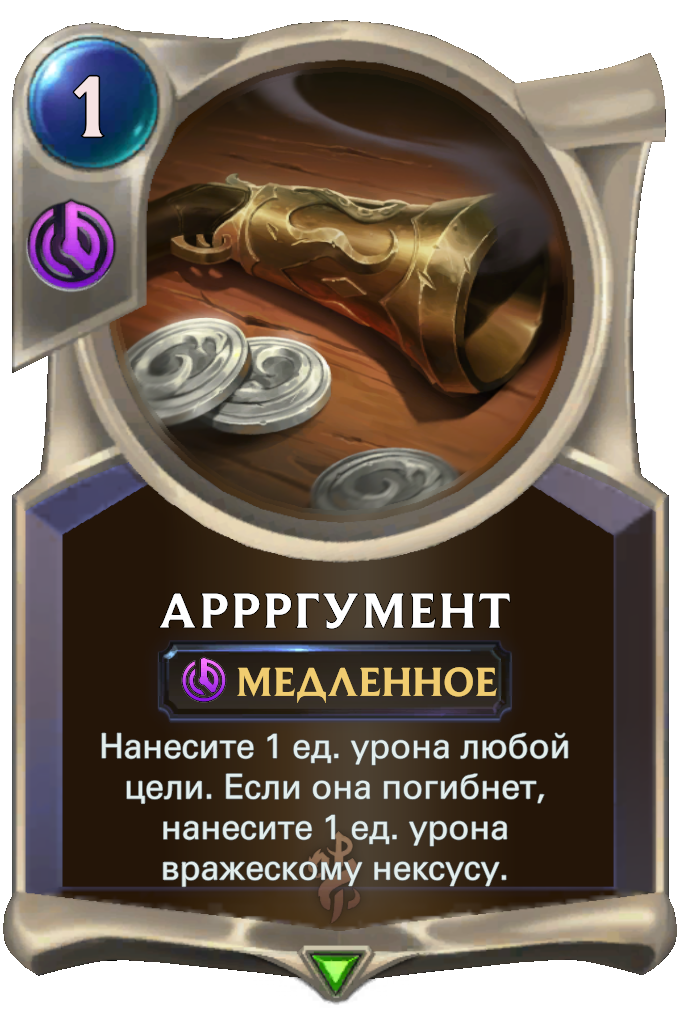 1
АРРРГУМЕНТ
МЕДЛЕННОЕ
Нанесите 1 ед. урона любой
цели. Если она погибнет,
нанесите 1 ед. урона
вражескому нексусу.